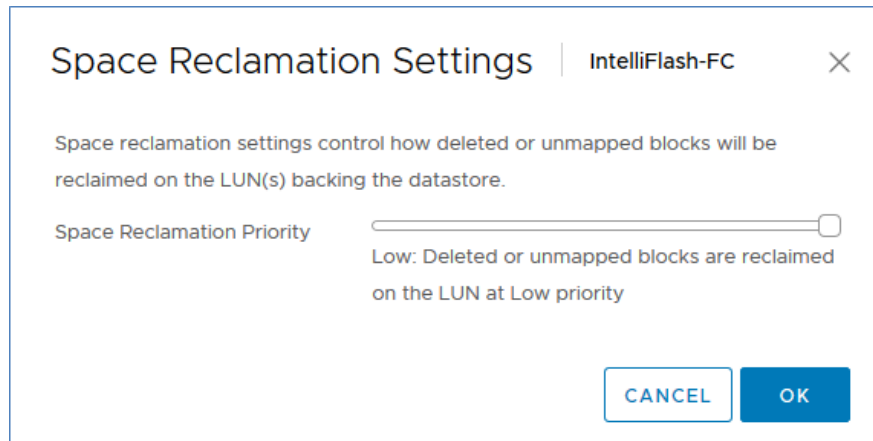 Space Reclamation Settings IntelliFlash-FC
Space reclamation settings control how deleted or unmapped blocks will be
reclaimed on the LUN(s) backing the datastore.
Space Reclamation Priority
Low: Deleted or unmapped blocks are reclaimed
on the LUN at Low priority
CANCEL OK